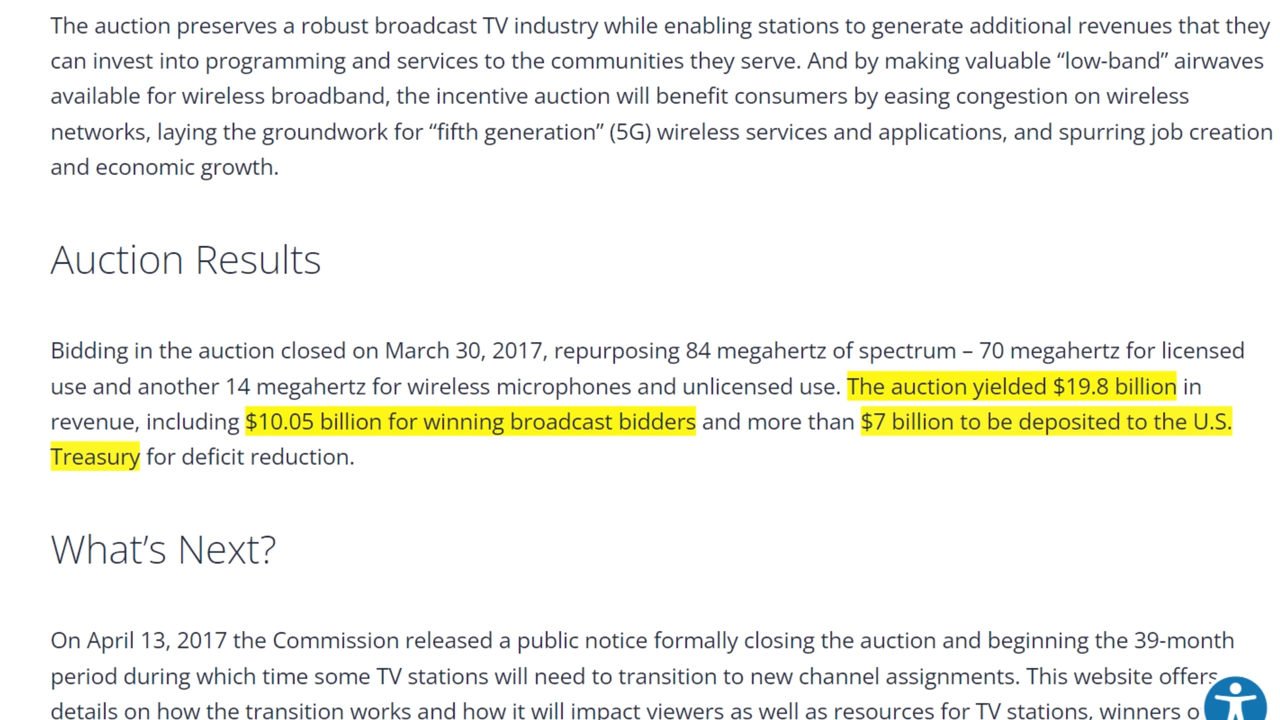 The auction preserves a robust broadcast TV industry while enabling stations to generate additional revenues that they
can invest into programming and services to the communities they serve. And by making valuable “low-band” airwaves
available for wireless broadband, the incentive auction will benefit consumers by easing congestion on wireless
networks, laying the groundwork for “fifth generation” (5G) wireless services and applications, and spurring job creation
and economic growth.
Auction Results
Bidding in the auction closed on March 30, 2017, repurposing 84 megahertz of spectrum – 70 megahertz for licensed
use and another 14 megahertz for wireless microphones and unlicensed use. The auction yielded $19.8 billion in
revenue, including $10.05 billion for winning broadcast bidders and more than $7 billion to be deposited to the U.S.
Treasury for deficit reduction.
What’s Next?
On April 13, 2017 the Commission released a public notice formally closing the auction and beginning the 39-month
period during which time some TV stations will need to transition to new channel assignments. This website offers
details on how the transition works and how it will impact viewers as well as resources for TV stations, winners o